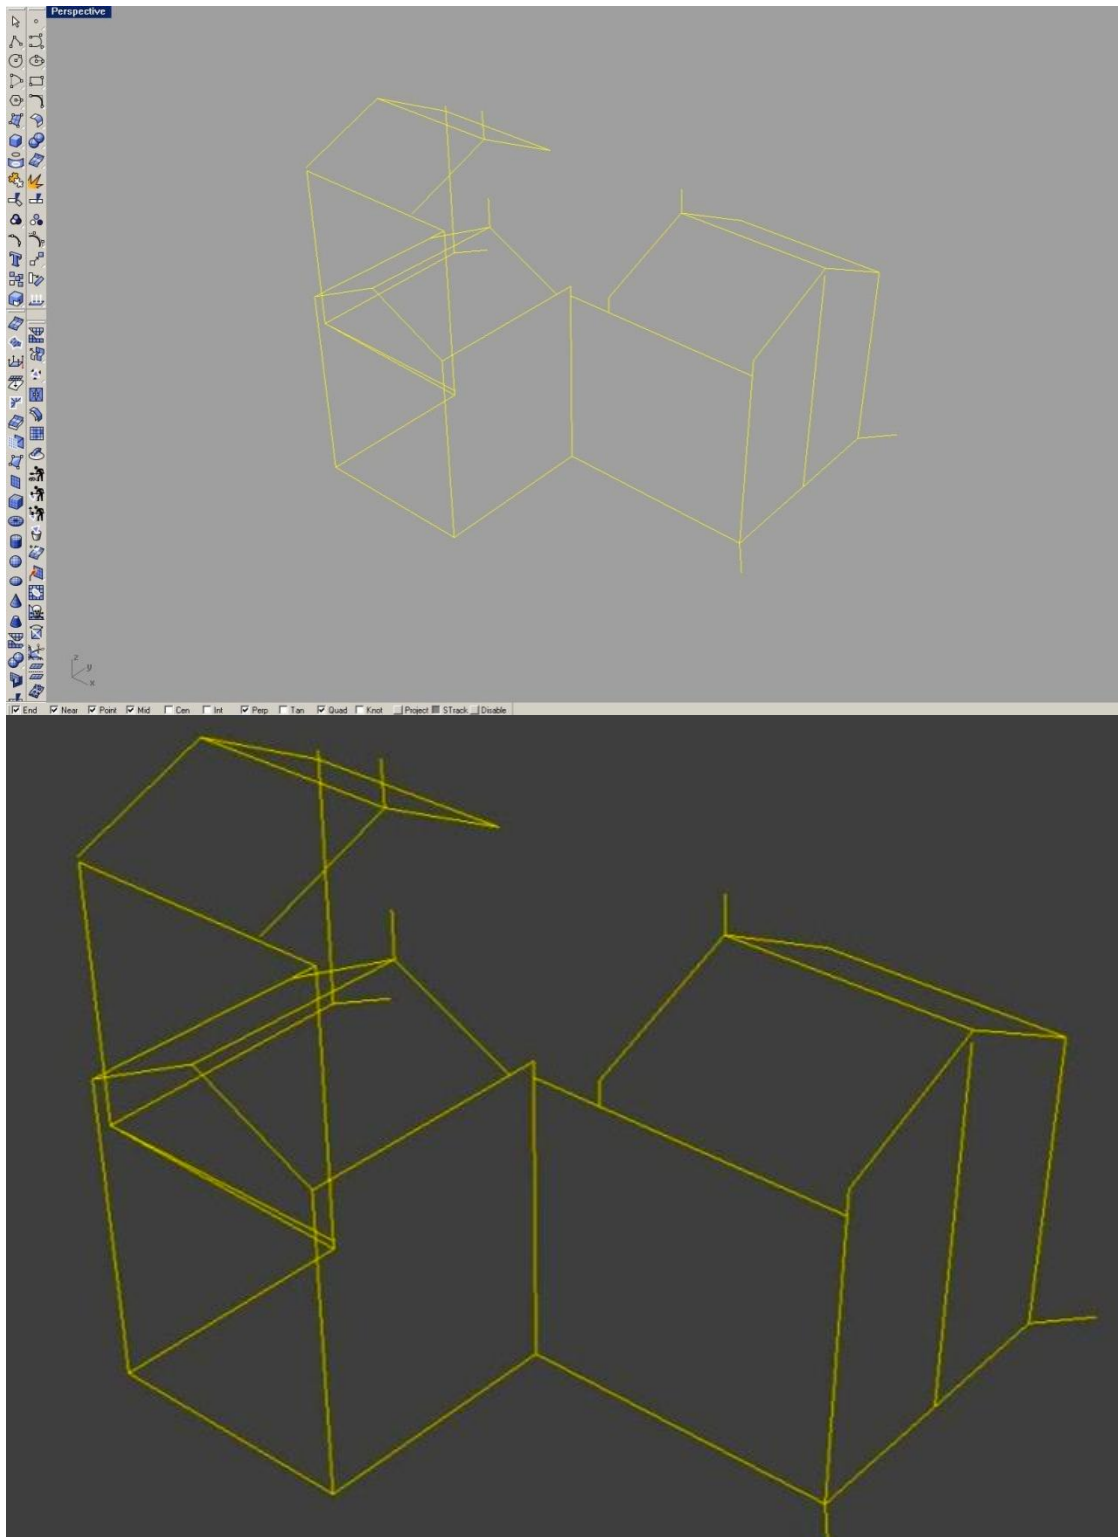 Perspective
z
y
x
End Near Point Mid Cen Int Perp Tan Quad Knot Project STrack Disable